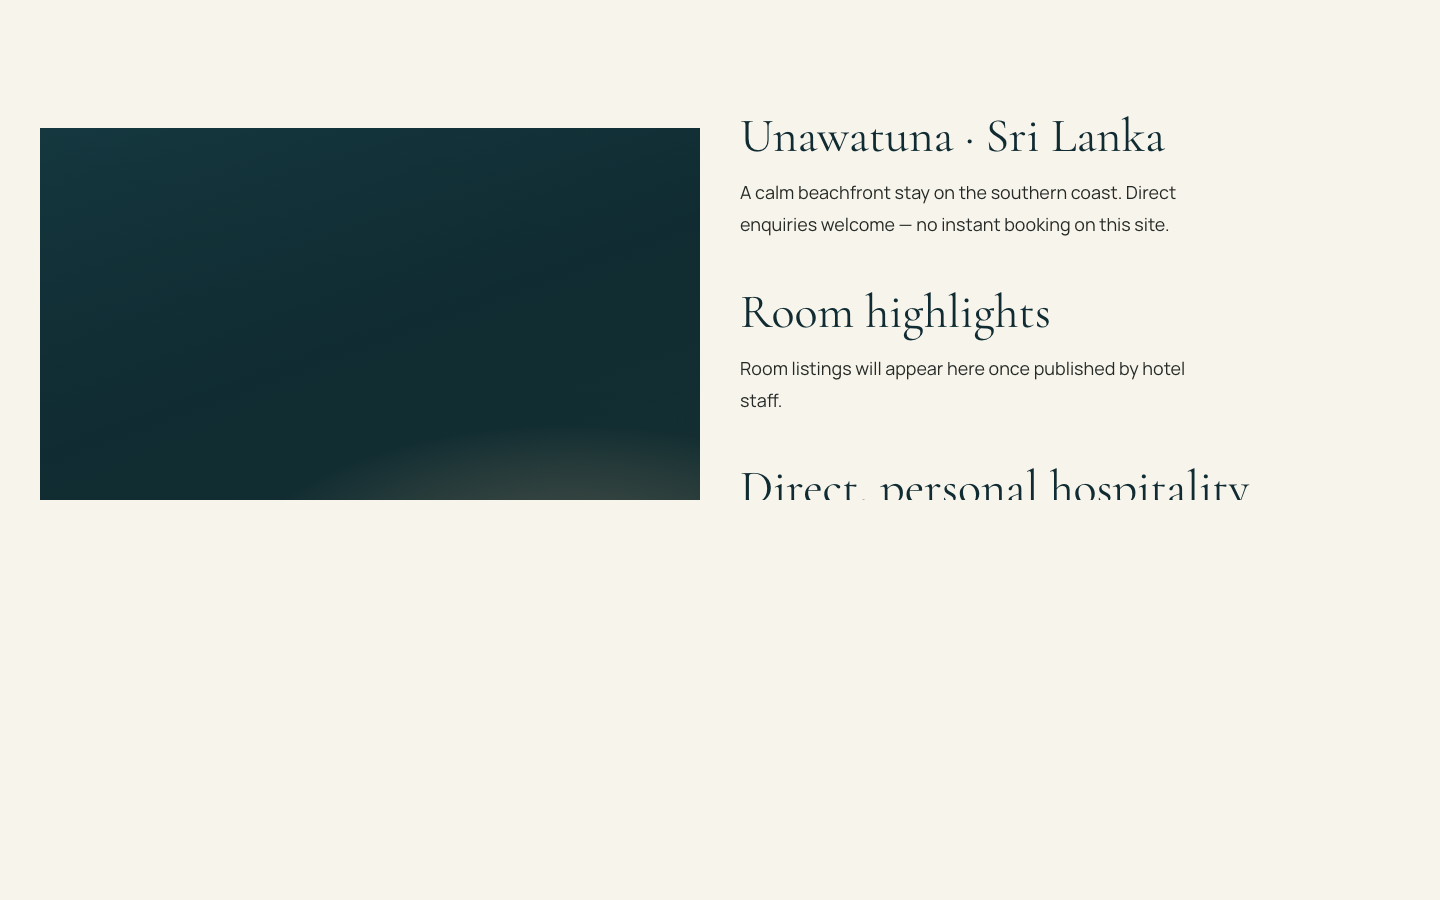 Unawatuna · Sri Lanka
A calm beachfront stay on the southern coast. Direct
enquiries welcome — no instant booking on this site.
Room highlights
Room listings will appear here once published by hotel
staff.
Direct, personal hospitality